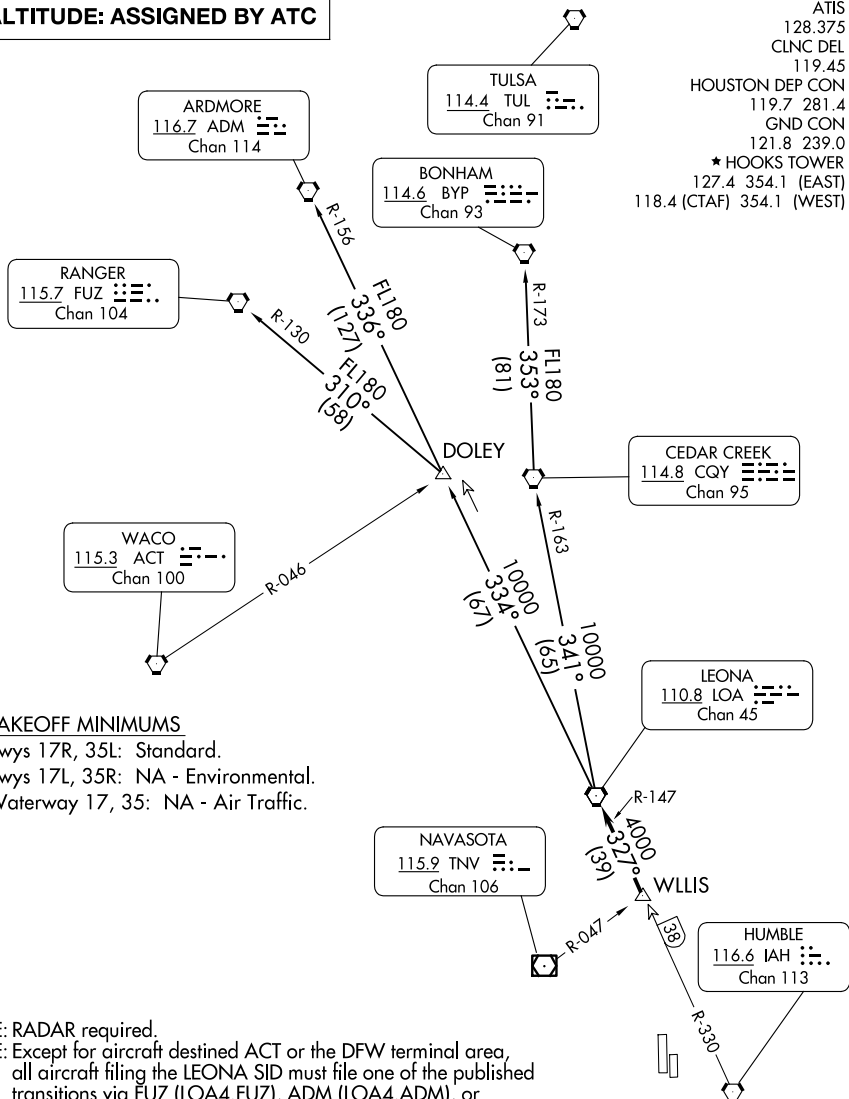 ALTITUDE: ASSIGNED BY ATC
ATIS
128.375
CLNC DEL
119.45
HOUSTON DEP CON
119.7 281.4
GND CON
121.8 239.0
★ HOOKS TOWER
127.4 354.1 (EAST)
118.4 (CTAF) 354.1 (WEST)
TULSA
114.4 TUL
Chan 91
ARDMORE
116.7 ADM
Chan 114
BONHAM
114.6 BYP
Chan 93
RANGER
115.7 FUZ
Chan 104
R-156
FL180
336°
(127)
R-130
FL180
310°
(58)
R-173
FL180
353°
(81)
DOLEY
CEDAR CREEK
114.8 CQY
Chan 95
R-163
WACO
115.3 ACT
Chan 100
R-046
10000
334°
(67)
10000
341°
(65)
LEONA
110.8 LOA
Chan 45
TAKEOFF MINIMUMS
wys 17R, 35L: Standard.
wys 17L, 35R: NA - Environmental.
Waterway 17, 35: NA - Air Traffic.
R-147
4000
327°
(39)
NAVASOTA
115.9 TNV
Chan 106
WLLIS
R-047
38
HUMBLE
116.6 IAH
Chan 113
R-330
E: RADAR required.
E: Except for aircraft destined ACT or the DFW terminal area,
all aircraft filing the LEONA SID must file one of the published
transitions via FUZ (LOA4.FUZ), ADM (LOA4.ADM), or